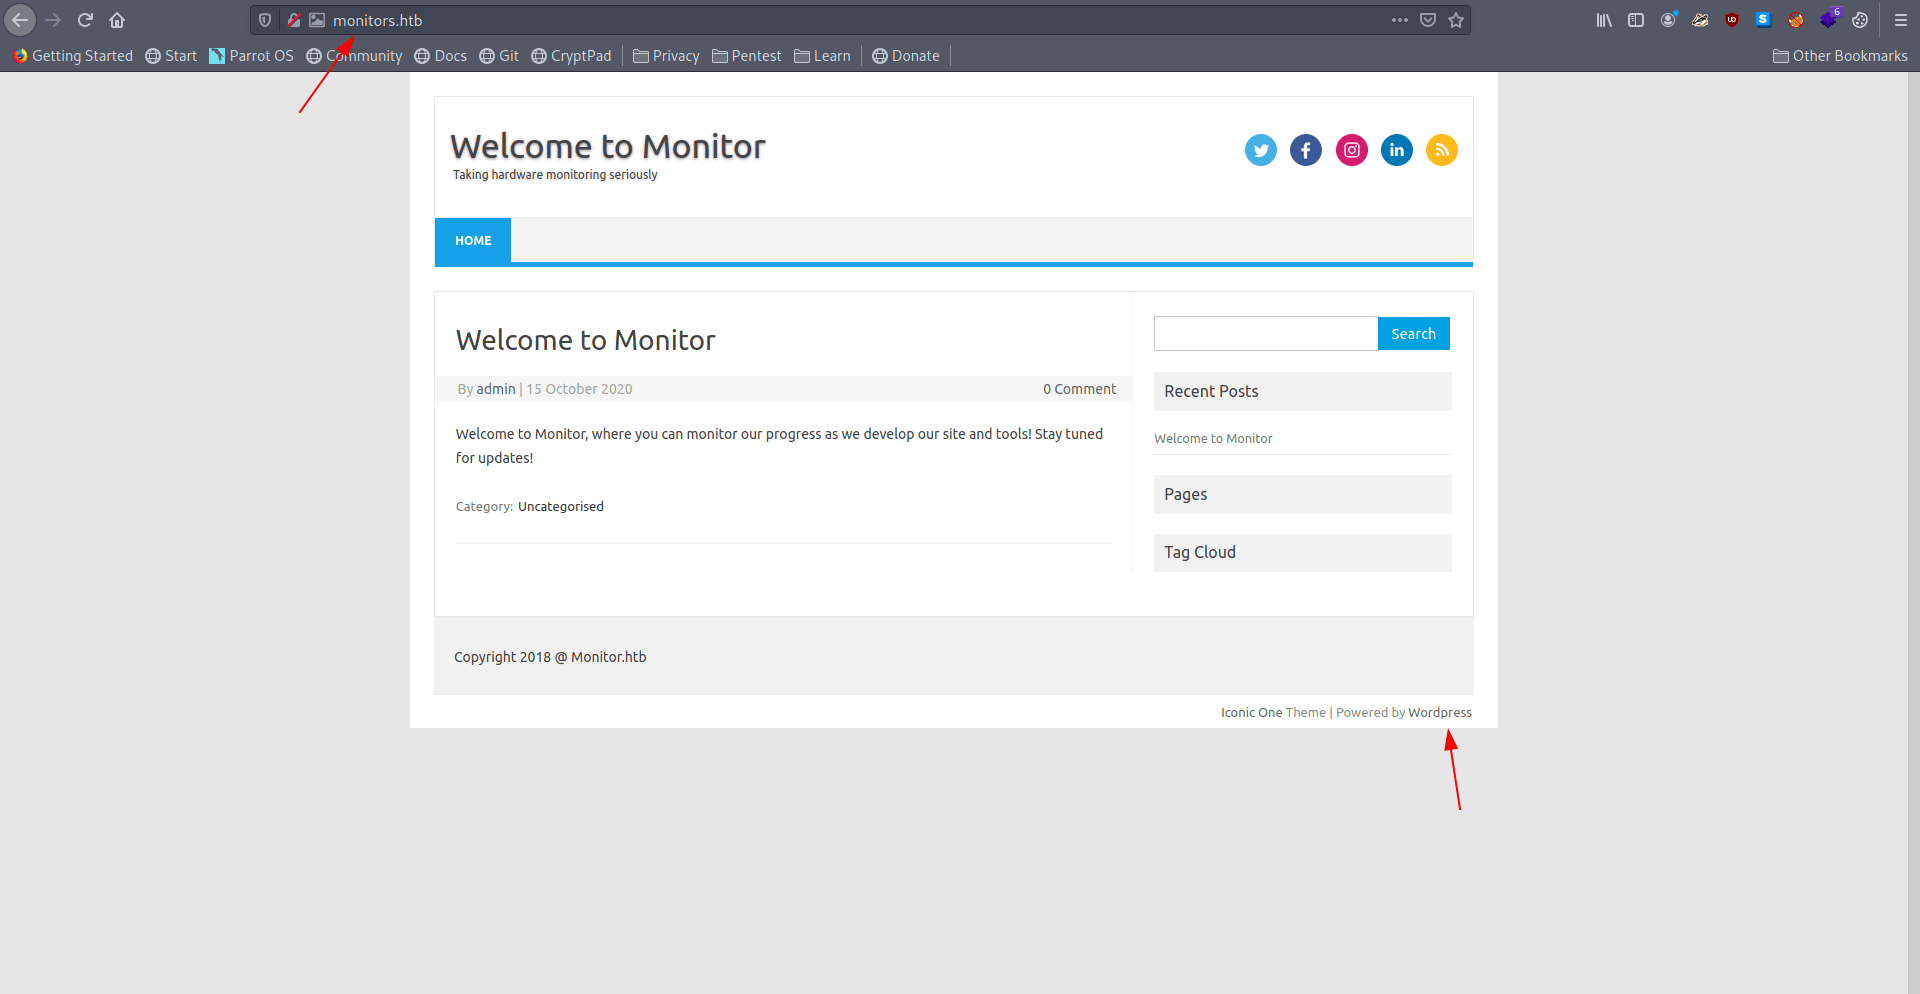 monitors.htb
6
Getting Started Start Parrot OS Community Docs Git CryptPad Privacy Pentest Learn Donate Other Bookmarks
Welcome to Monitor
Taking hardware monitoring seriously
HOME
Welcome to Monitor
By admin | 15 October 2020
0 Comment
Welcome to Monitor, where you can monitor our progress as we develop our site and tools! Stay tuned
for updates!
Category: Uncategorised
Search
Recent Posts
Welcome to Monitor
Pages
Tag Cloud
Copyright 2018 @ Monitor.htb
Iconic One Theme | Powered by Wordpress